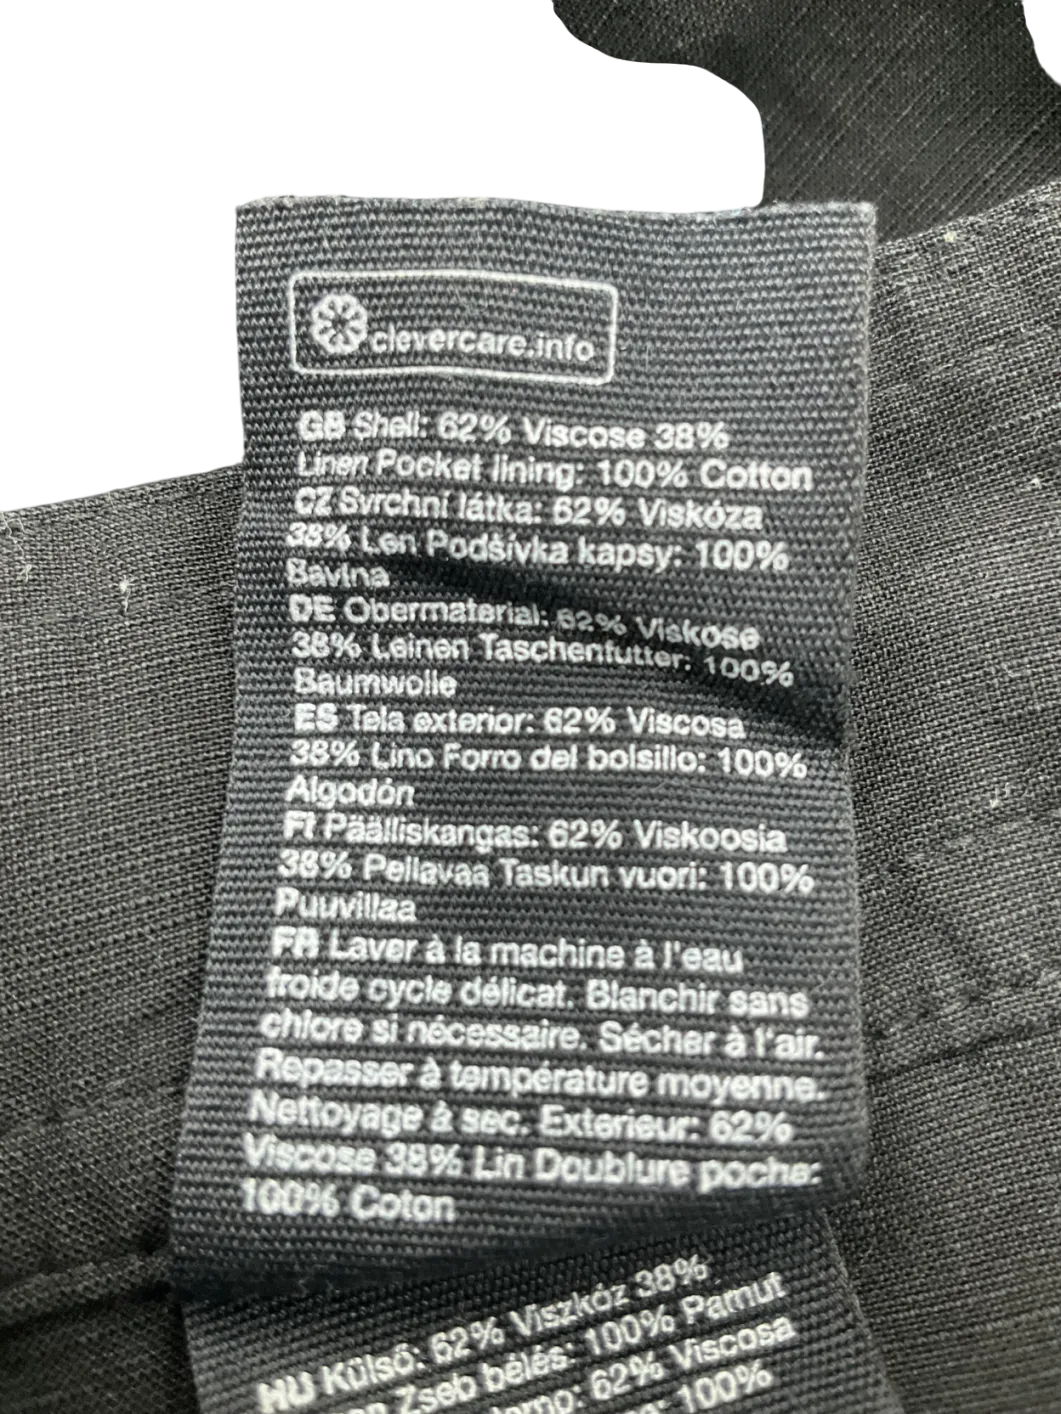 clevercare.info
GB Shell: 62% Viscose 38%
Linen Pocket lining: 100% Cotton
CZ Svrchní látka: 62% Viskóza
38% Len Podšívka kapsy: 100%
Bavlna
DE Obermaterial: 62% Viskose
38% Leinen Taschenfutter: 100%
Baumwolle
ES Tela exterior: 62% Viscosa
38% Lino Forro del bolsillo: 100%
Algodón
FI Päälliskangas: 62% Viskoosia
38% Pellavaa Taskun vuori: 100%
Puuvillaa
FR Laver à la machine à l'eau
froide cycle délicat. Blanchir sans
chlore si nécessaire. Sécher à l'air.
Repasser à température moyenne.
Nettoyage à sec. Exterieur: 62%
Viscose 38% Lin Doublure poche:
100% Coton
HU Külső: 62% Viszkóz 38%
Zseb bélés: 100% Pamut
62% Viscosa
100%